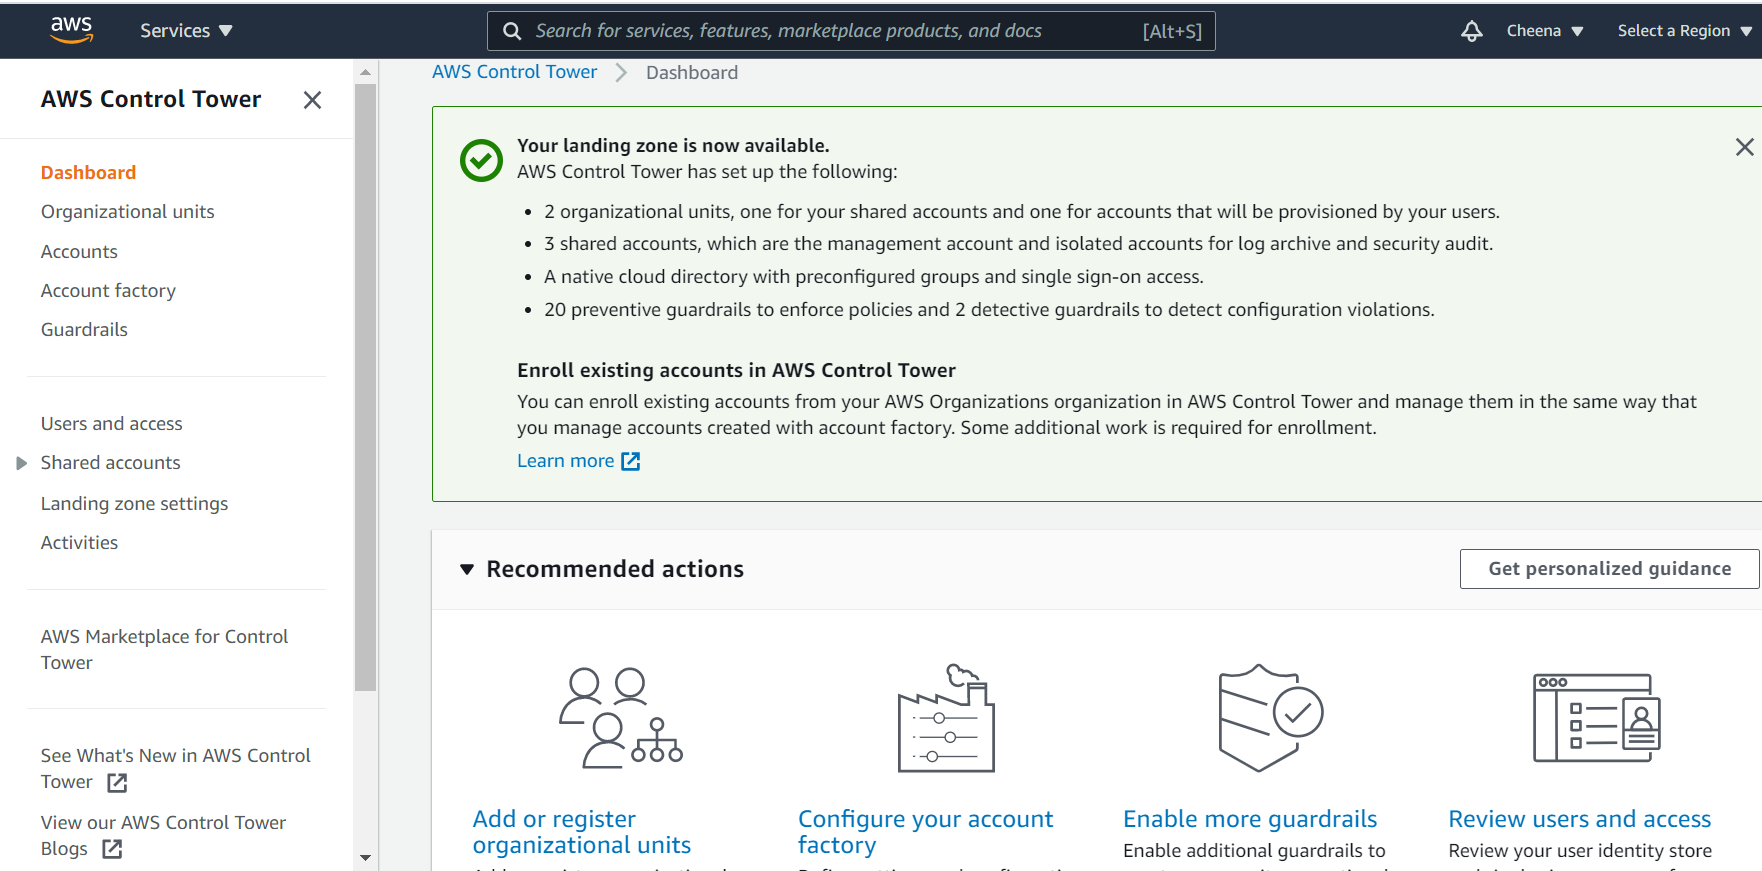 aws
Services
Search for services, features, marketplace products, and docs [Alt+S]
Cheena
Select a Region
AWS Control Tower
Dashboard
Organizational units
Accounts
Account factory
Guardrails
Users and access
Shared accounts
Landing zone settings
Activities
AWS Marketplace for Control
Tower
See What's New in AWS Control
Tower
View our AWS Control Tower
Blogs
AWS Control Tower
Dashboard
Your landing zone is now available.
AWS Control Tower has set up the following:
• 2 organizational units, one for your shared accounts and one for accounts that will be provisioned by your users.
• 3 shared accounts, which are the management account and isolated accounts for log archive and security audit.
• A native cloud directory with preconfigured groups and single sign-on access.
• 20 preventive guardrails to enforce policies and 2 detective guardrails to detect configuration violations.
Enroll existing accounts in AWS Control Tower
You can enroll existing accounts from your AWS Organizations organization in AWS Control Tower and manage them in the same way that
you manage accounts created with account factory. Some additional work is required for enrollment.
Learn more
Recommended actions
Get personalized guidance
Add or register
organizational units
Configure your account
factory
Enable more guardrails
Enable additional guardrails to
Review users and access
Review your user identity store